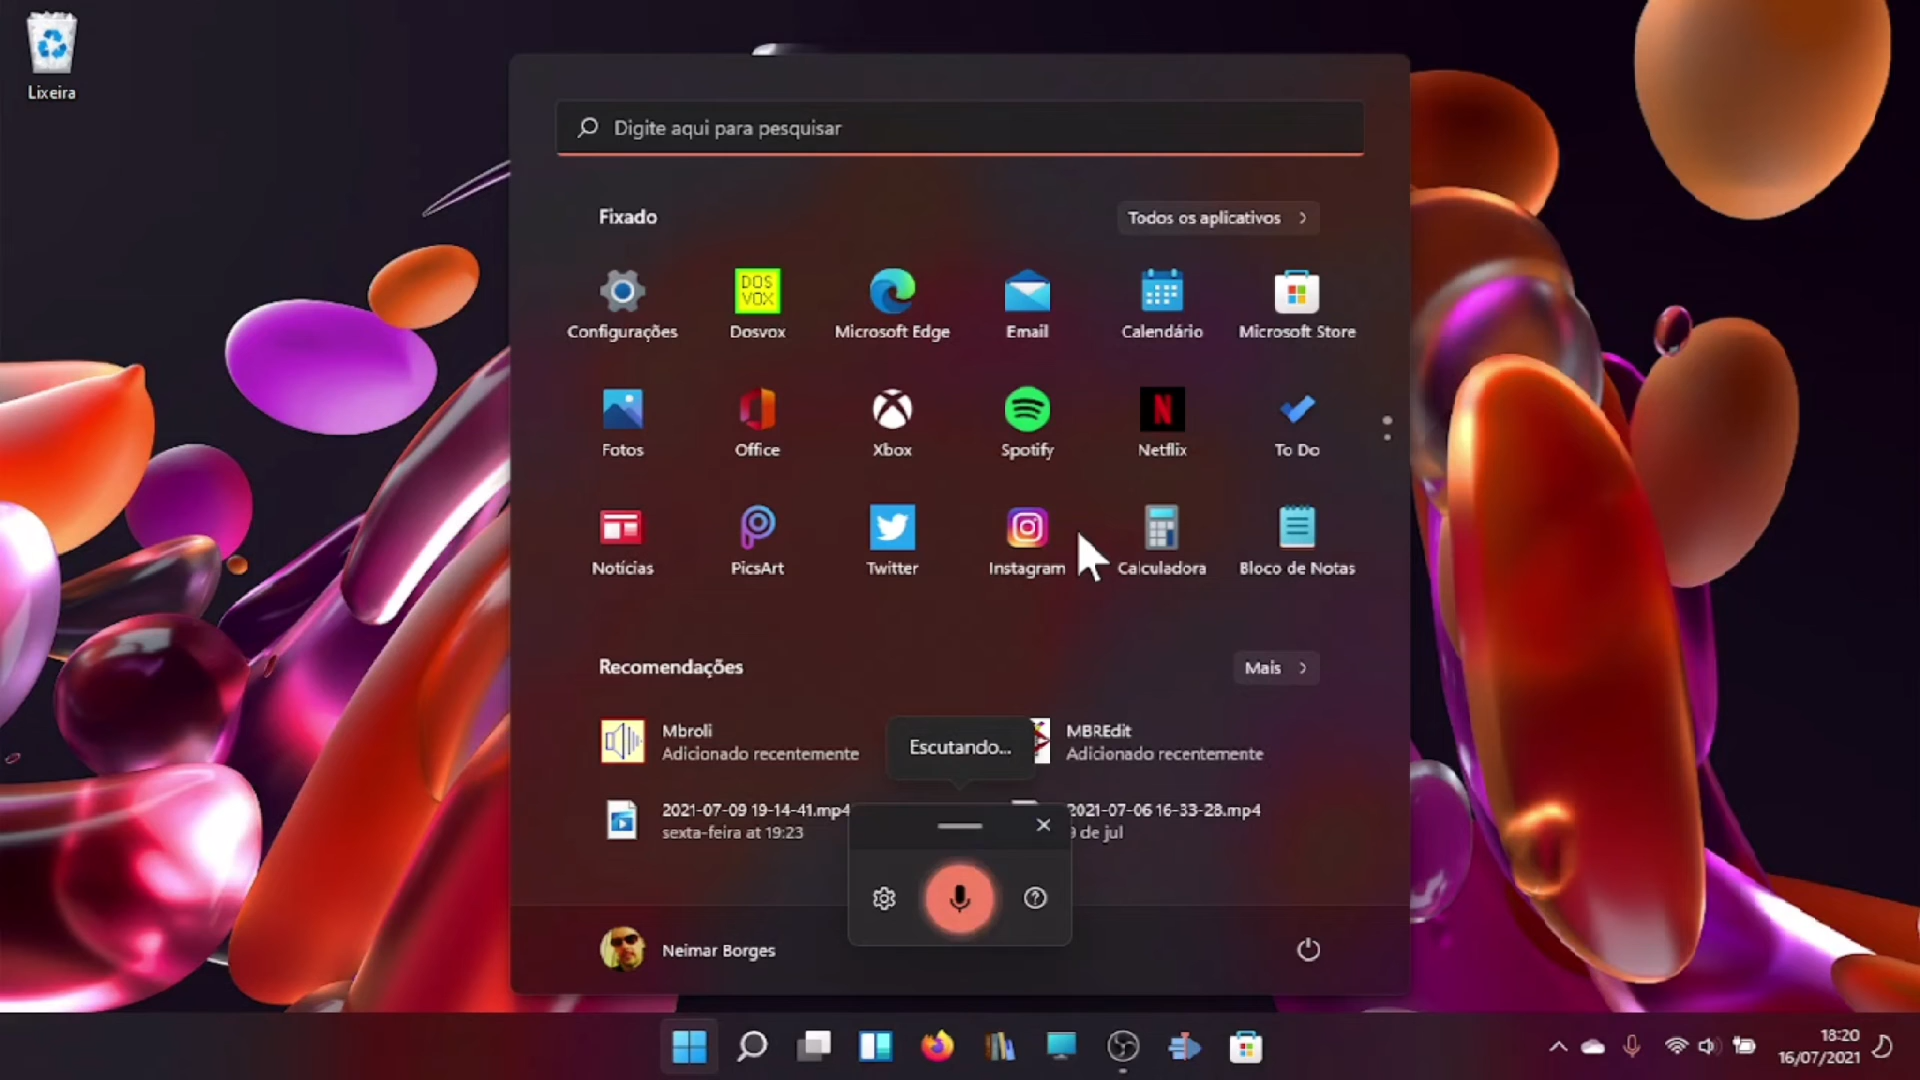 Lixeira
Digite aqui para pesquisar
Fixado
Todos os aplicativos
DOS
VOX
Configurações
Dosvox
Microsoft Edge
Email
Calendário
Microsoft Store
Fotos
Office
Xbox
Spotify
Netflix
To Do
Notícias
PicsArt
Twitter
Instagram
Calculadora
Bloco de Notas
Recomendações
Mais
Mbroli
Adicionado recentemente
Escutando...
MBREdit
Adicionado recentemente
2021-07-09 19-14-41.mp4
sexta-feira at 19:23
2021-07-06 16-33-28.mp4
9 de jul
Neimar Borges
18:20
16/07/2021